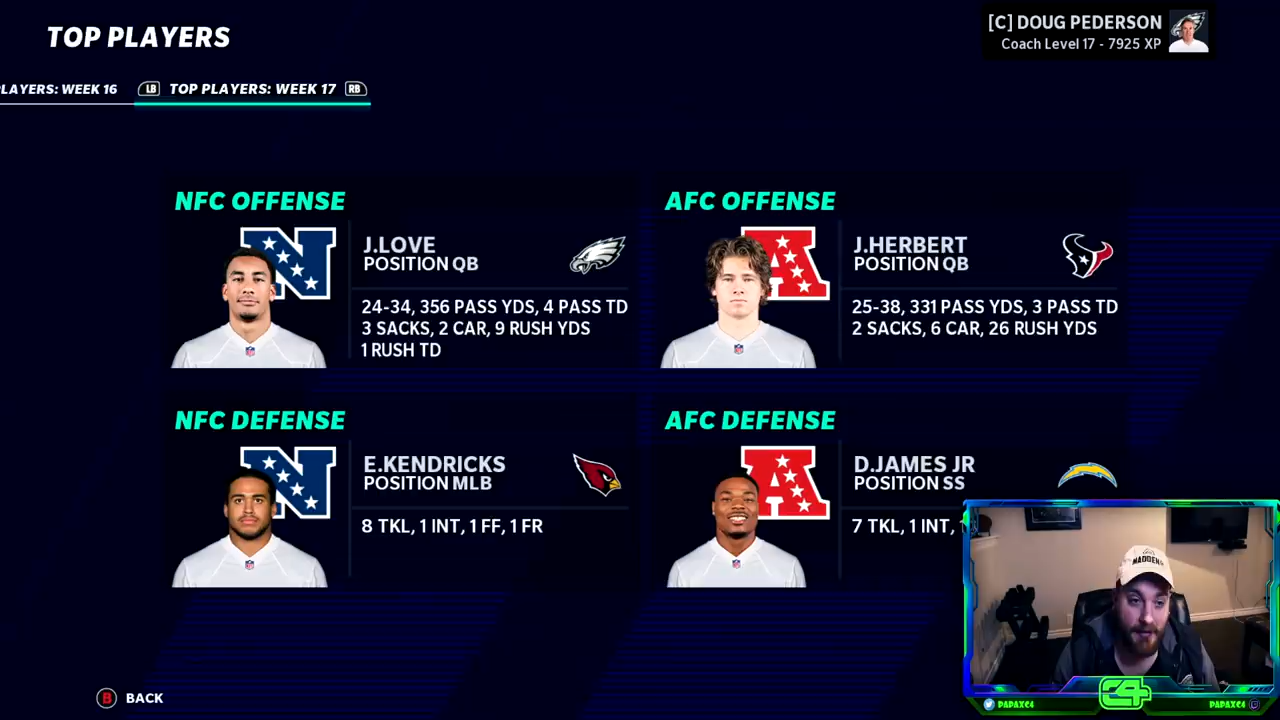 TOP PLAYERS
[C] DOUG PEDERSON
Coach Level 17 - 7925 XP
LAYERS: WEEK 16
LB
TOP PLAYERS: WEEK 17
RB
NFC OFFENSE
J.LOVE
POSITION QB
24-34, 356 PASS YDS, 4 PASS TD
3 SACKS, 2 CAR, 9 RUSH YDS
1 RUSH TD
AFC OFFENSE
J.HERBERT
POSITION QB
25-38, 331 PASS YDS, 3 PASS TD
2 SACKS, 6 CAR, 26 RUSH YDS
NFC DEFENSE
E.KENDRICKS
POSITION MLB
8 TKL, 1 INT, 1 FF, 1 FR
AFC DEFENSE
D.JAMES JR
POSITION SS
7 TKL, 1 INT, 1
MADDEN
C4
PAPAXC4
PAPAXC4
B BACK